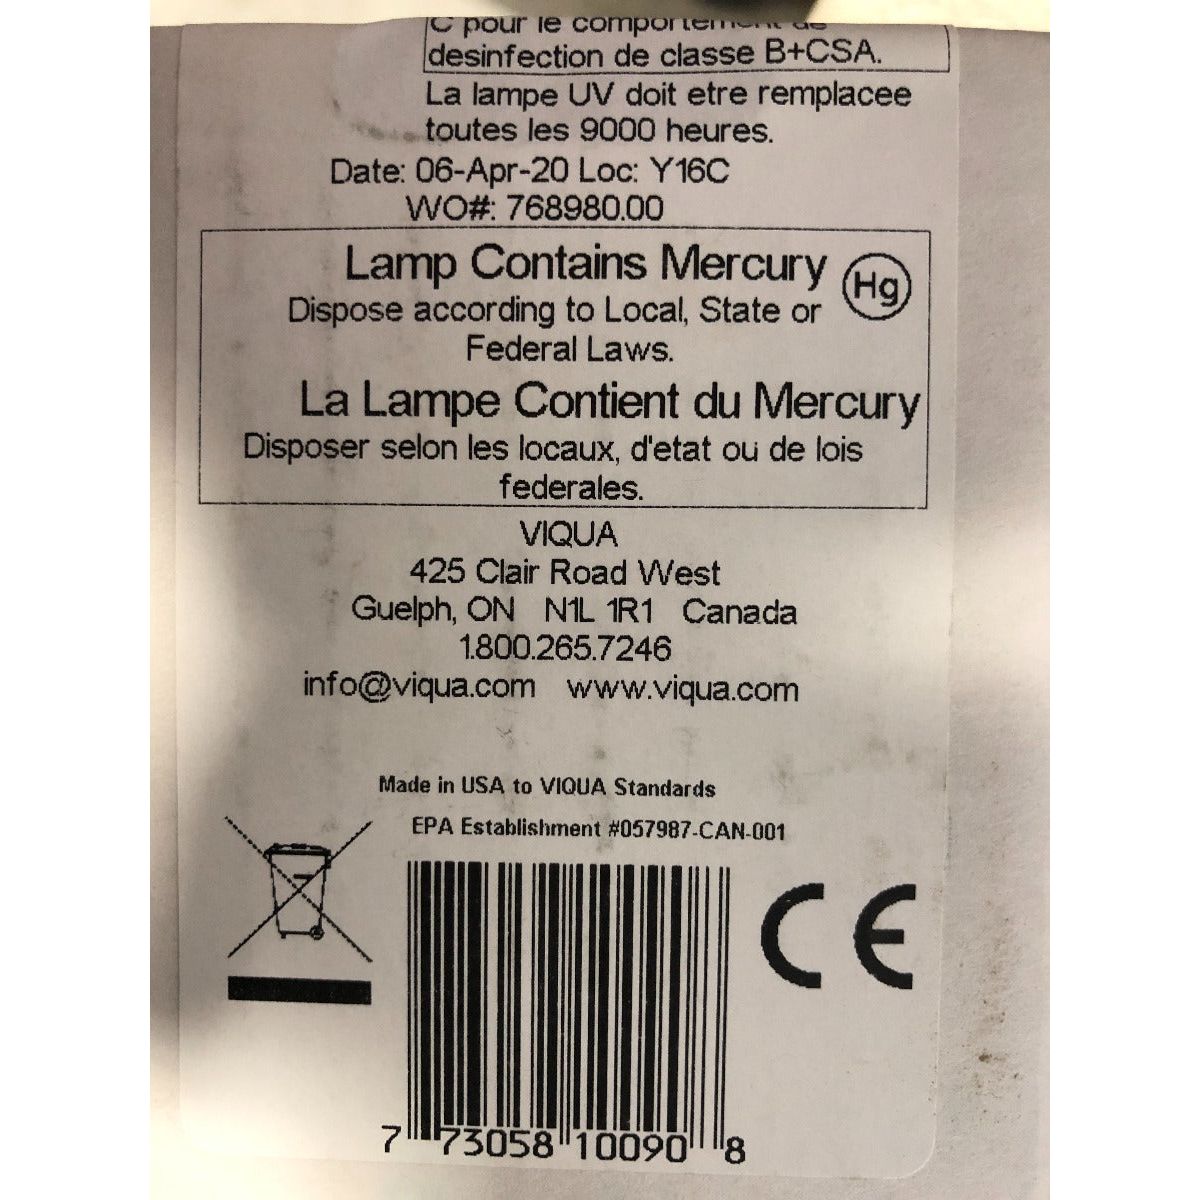 C pour le comportement de
desinfection de classe B+CSA.
La lampe UV doit etre remplacee
toutes les 9000 heures.
Date: 06-Apr-20 Loc: Y16C
WO#: 768980.00
Lamp Contains Mercury
Hg
Dispose according to Local, State or
Federal Laws.
La Lampe Contient du Mercury
Disposer selon les locaux, d'etat ou de lois
federales.
VIQUA
425 Clair Road West
Guelph, ON N1L 1R1 Canada
1.800.265.7246
info@viqua.com www.viqua.com
Made in USA to VIQUA Standards
EPA Establishment #057987-CAN-001
CE
7 73058 10090 8